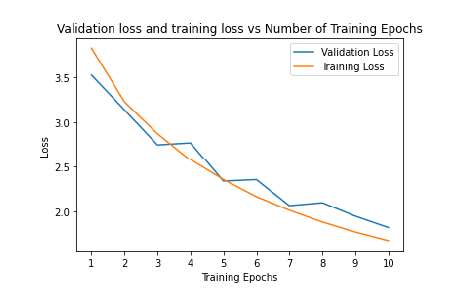 Validation loss and training loss vs Number of Training Epochs
Validation Loss
Training Loss
Loss
3.5
3.0
2.5
2.0
1 2 3 4 5 6 7 8 9 10
Training Epochs